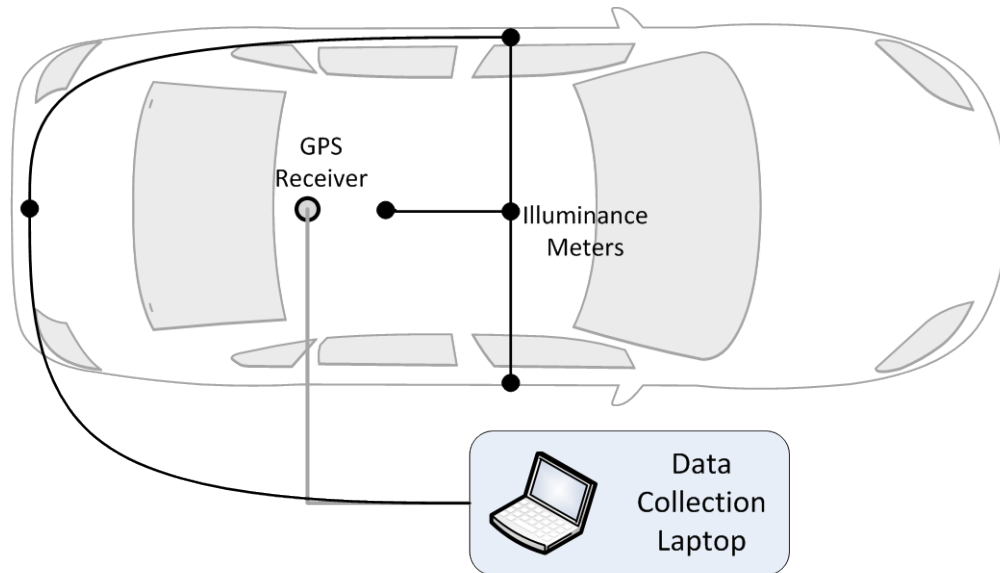 GPS
Receiver
Illuminance
Meters
Data
Collection
Laptop